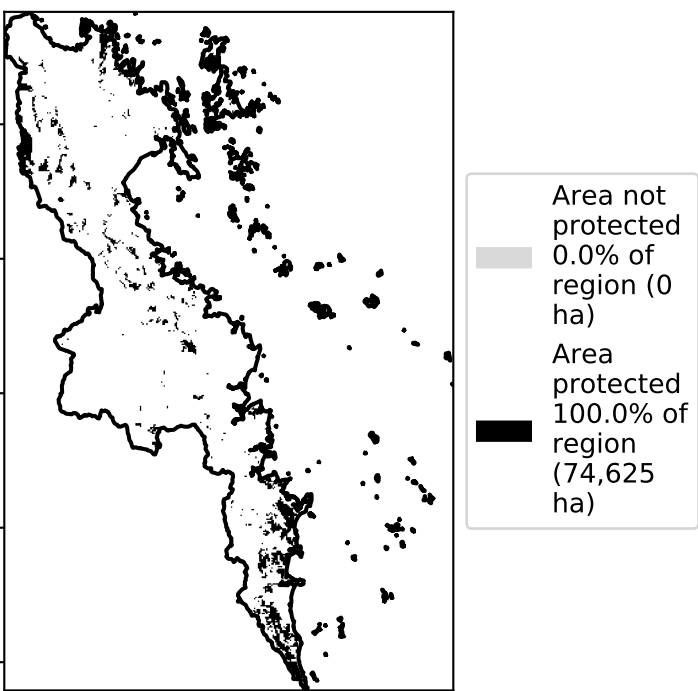 Area not
protected
0.0% of
region (0
ha)
Area
protected
100.0% of
region
(74,625
ha)